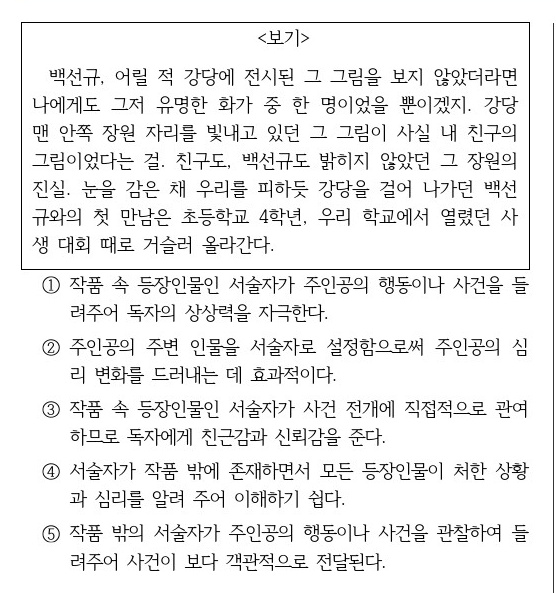 <보기>
백선규, 어릴 적 강당에 전시된 그 그림을 보지 않았더라면
나에게도 그저 유명한 화가 중 한 명이었을 뿐이겠지. 강당
맨 안쪽 장원 자리를 빛내고 있던 그 그림이 사실 내 친구의
그림이었다는 걸. 친구도, 백선규도 밝히지 않았던 그 장원의
진실. 눈을 감은 채 우리를 피하듯 강당을 걸어 나가던 백선
규와의 첫 만남은 초등학교 4학년, 우리 학교에서 열렸던 사
생 대회 때로 거슬러 올라간다.
① 작품 속 등장인물인 서술자가 주인공의 행동이나 사건을 들
려주어 독자의 상상력을 자극한다.
② 주인공의 주변 인물을 서술자로 설정함으로써 주인공의 심
리 변화를 드러내는 데 효과적이다.
③ 작품 속 등장인물인 서술자가 사건 전개에 직접적으로 관여
하므로 독자에게 친근감과 신뢰감을 준다.
④ 서술자가 작품 밖에 존재하면서 모든 등장인물이 처한 상황
과 심리를 알려 주어 이해하기 쉽다.
⑤ 작품 밖의 서술자가 주인공의 행동이나 사건을 관찰하여 들
려주어 사건이 보다 객관적으로 전달된다.